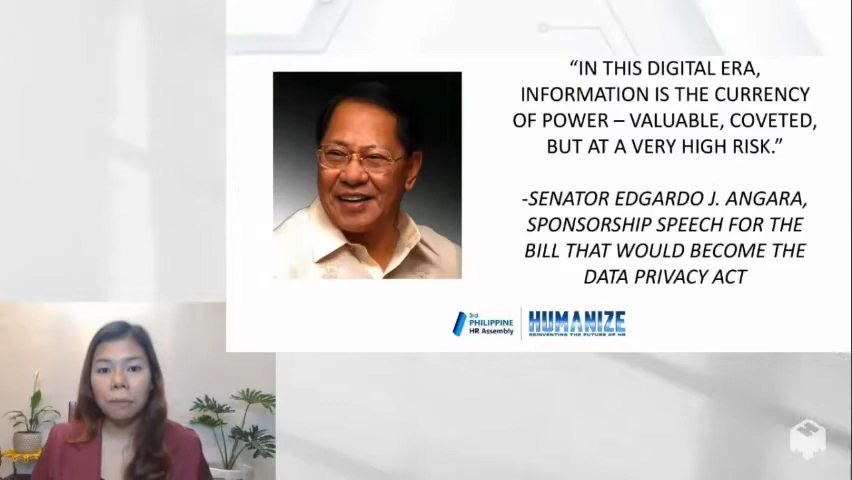 “IN THIS DIGITAL ERA,
INFORMATION IS THE CURRENCY
OF POWER – VALUABLE, COVETED,
BUT AT A VERY HIGH RISK.”
-SENATOR EDGARDO J. ANGARA,
SPONSORSHIP SPEECH FOR THE
BILL THAT WOULD BECOME THE
DATA PRIVACY ACT
3rd
PHILIPPINE
HR Assembly
HUMANIZE
REINVENTING THE FUTURE OF HR